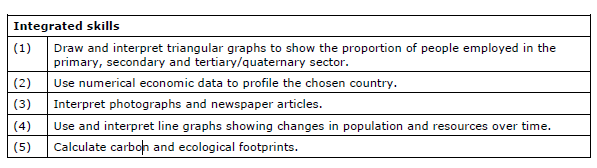 Integrated skills
(1) Draw and interpret triangular graphs to show the proportion of people employed in the
primary, secondary and tertiary/quaternary sector.
(2) Use numerical economic data to profile the chosen country.
(3) Interpret photographs and newspaper articles.
(4) Use and interpret line graphs showing changes in population and resources over time.
(5) Calculate carbon and ecological footprints.